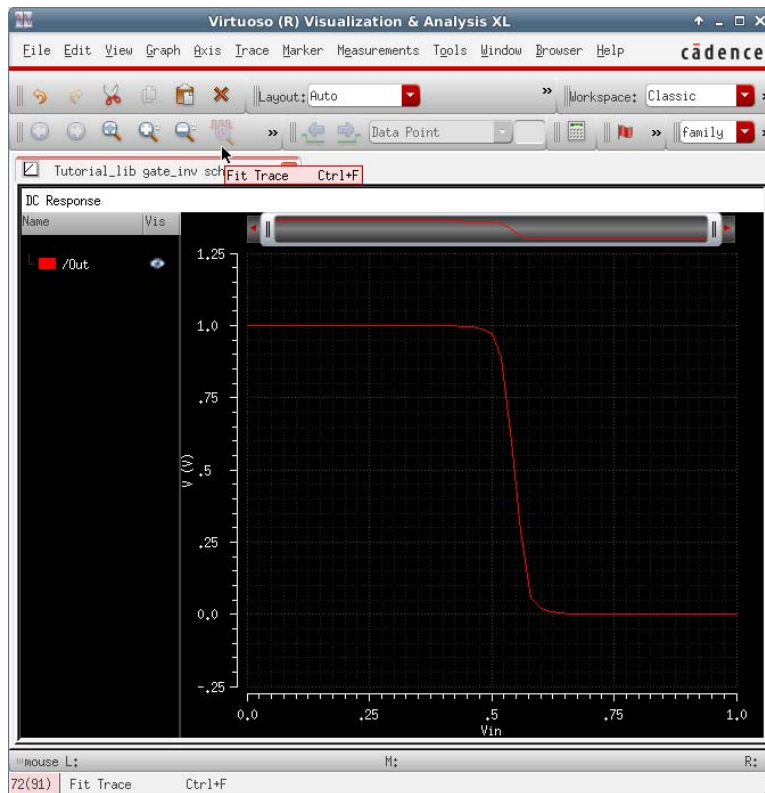 Virtuoso (R) Visualization & Analysis XL
File Edit View Graph Axis Trace Marker Measurements Tools Window Browser Help cādence
Layout: Auto » Workspace: Classic »
» Data Point » family »
Tutorial_lib gate_inv sch
Fit Trace Ctrl+F
DC Response
Name Vis
/Out
1.25
1.0
.75
.5
.25
0.0
-.25
V (V)
0.0 .25 .5 .75 1.0
Vin
mouse L: M: R:
72(91) Fit Trace Ctrl+F